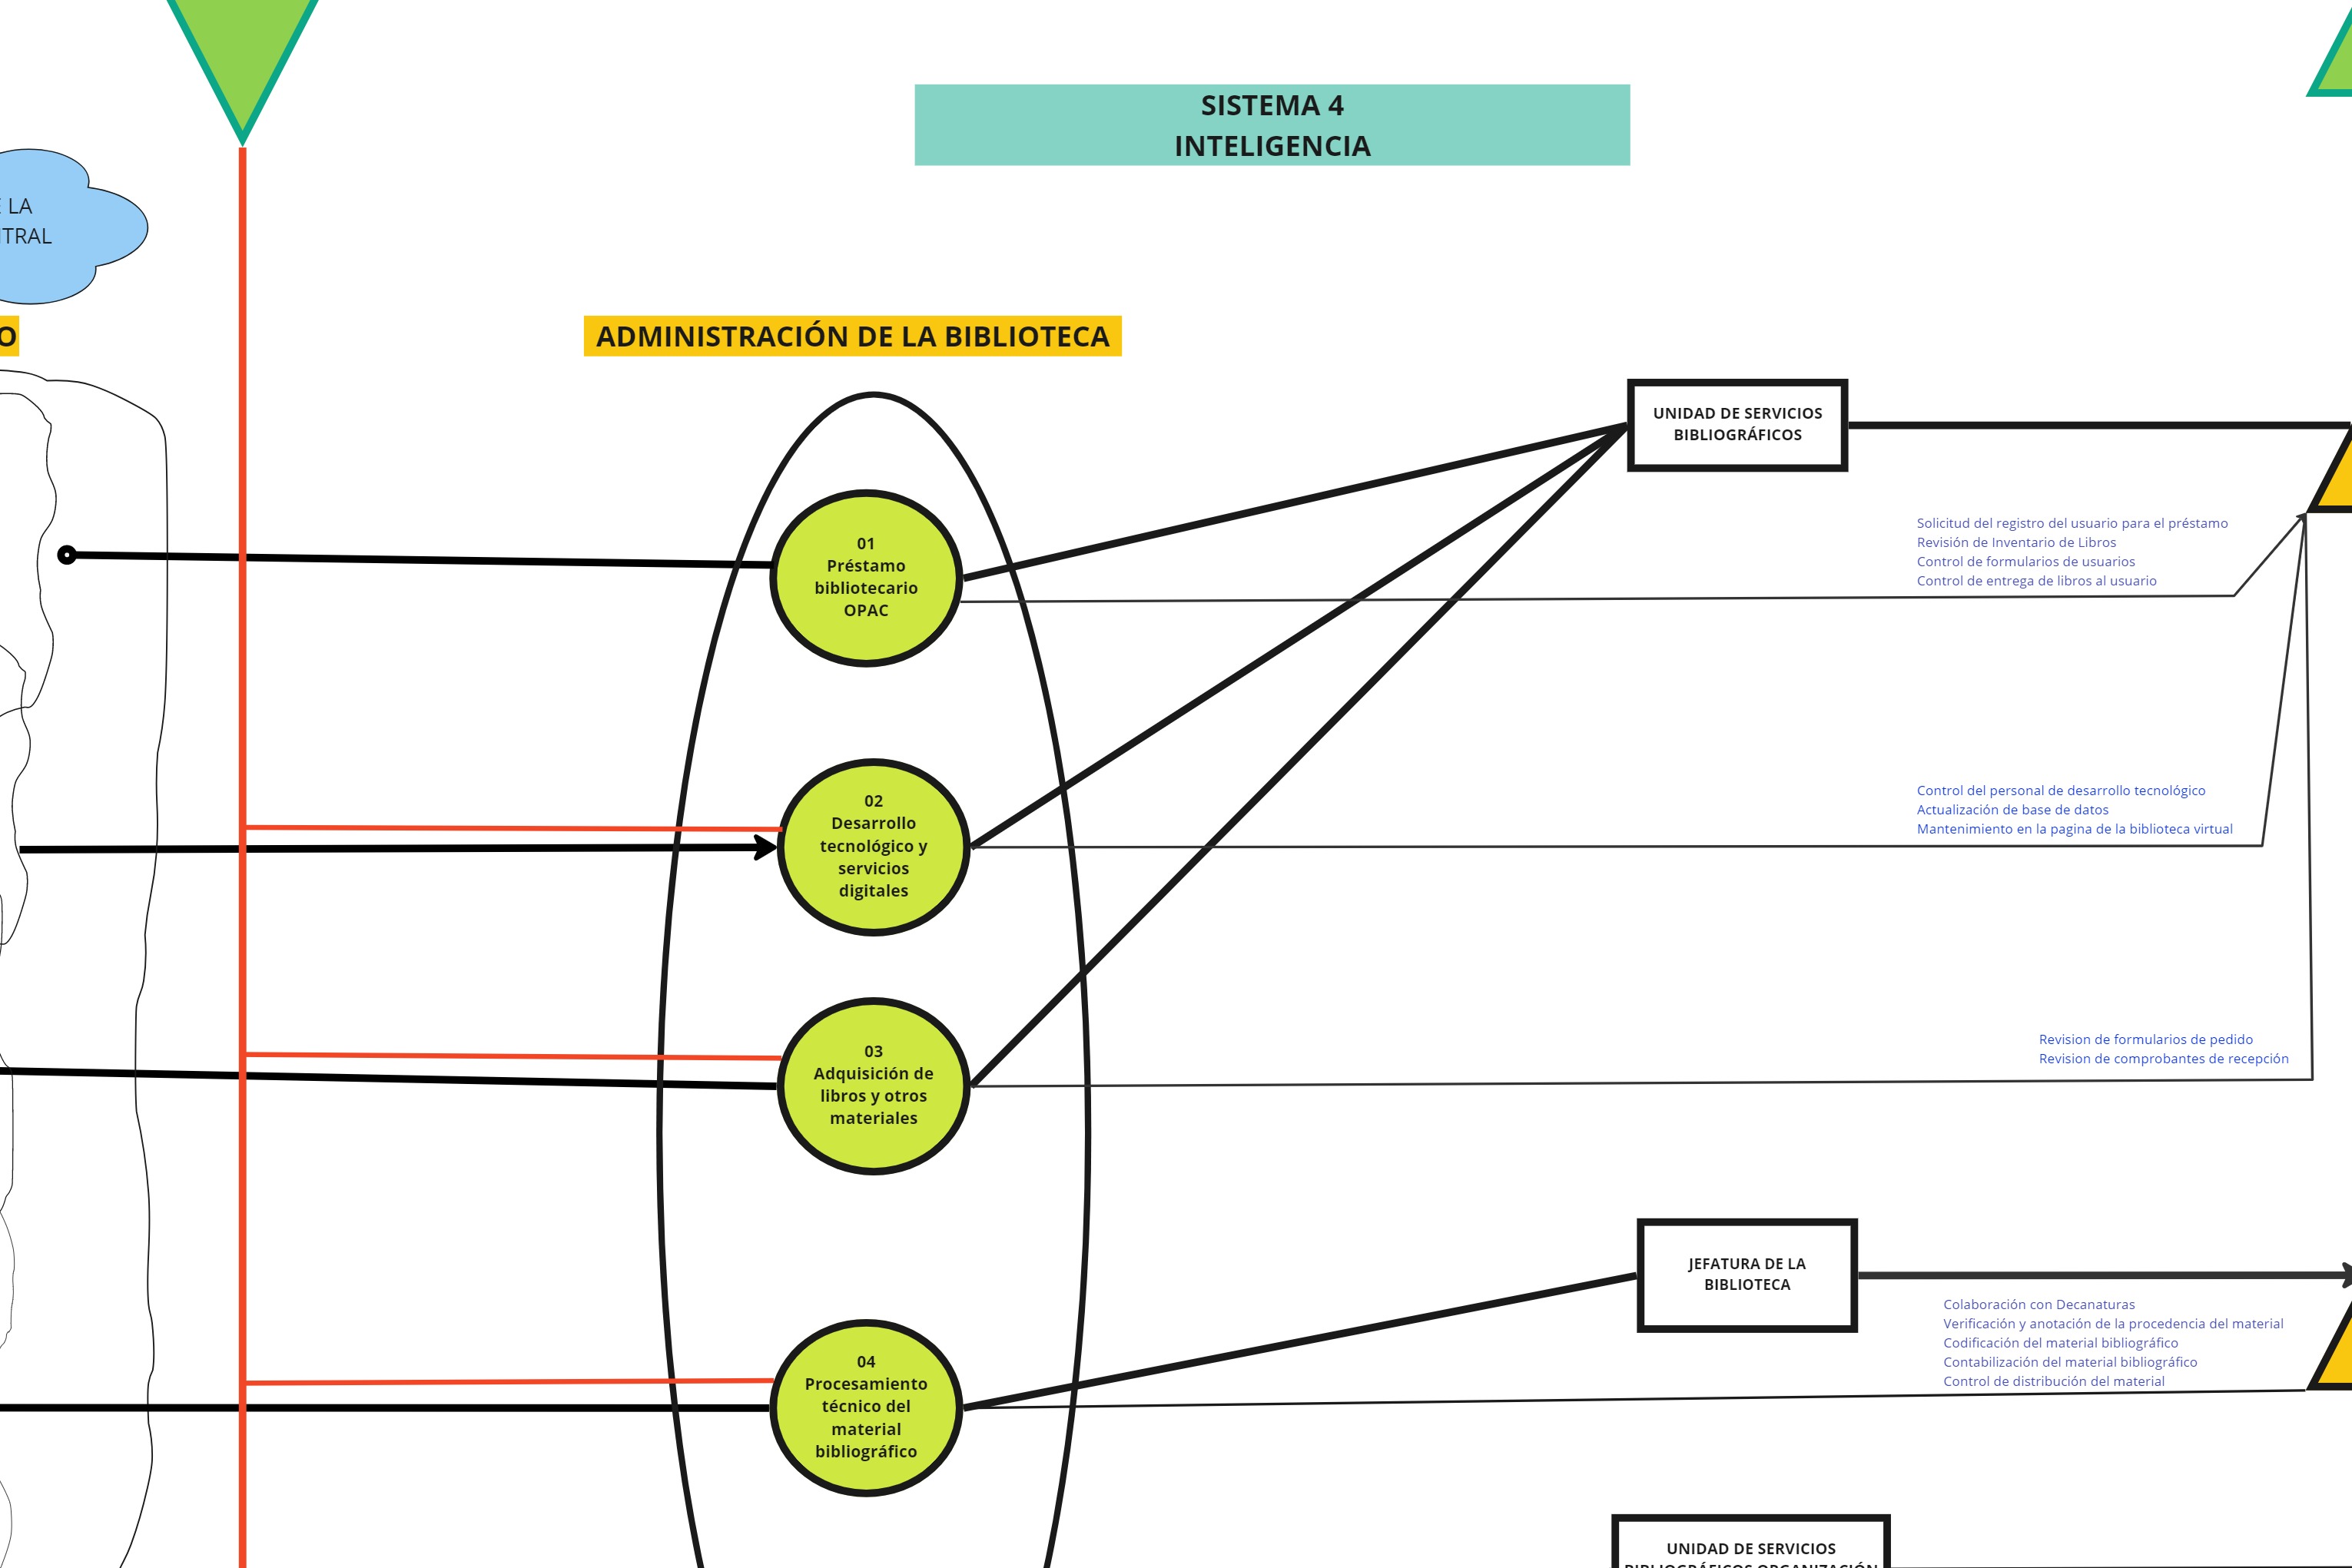 SISTEMA 4
INTELIGENCIA
LA
TRAL
O
ADMINISTRACIÓN DE LA BIBLIOTECA
UNIDAD DE SERVICIOS
BIBLIOGRÁFICOS
01
Préstamo
bibliotecario
OPAC
Solicitud del registro del usuario para el préstamo
Revisión de Inventario de Libros
Control de formularios de usuarios
Control de entrega de libros al usuario
02
Desarrollo
tecnológico y
servicios
digitales
Control del personal de desarrollo tecnológico
Actualización de base de datos
Mantenimiento en la pagina de la biblioteca virtual
03
Adquisición de
libros y otros
materiales
Revision de formularios de pedido
Revision de comprobantes de recepción
JEFATURA DE LA
BIBLIOTECA
Colaboración con Decanaturas
Verificación y anotación de la procedencia del material
Codificación del material bibliográfico
Contabilización del material bibliográfico
Control de distribución del material
04
Procesamiento
técnico del
material
bibliográfico
UNIDAD DE SERVICIOS
BIBLIOGRÁFICOS ORGANIZACIÓN